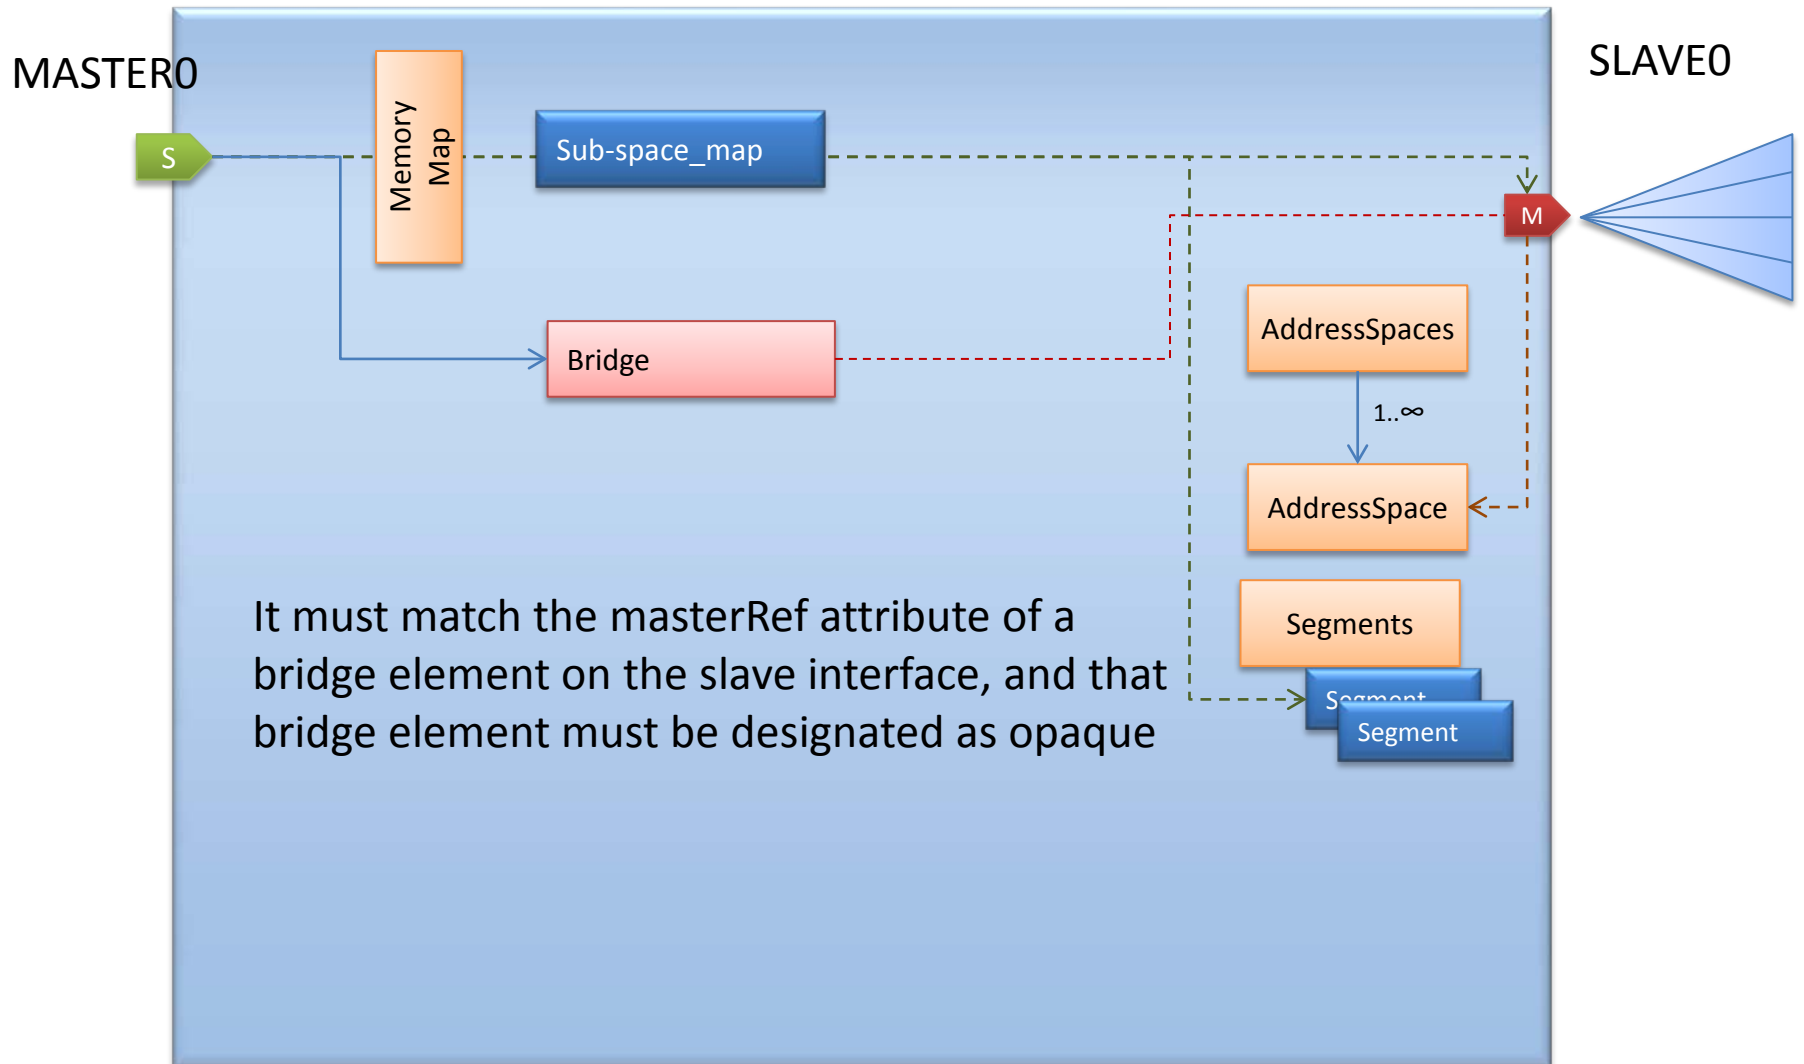 MASTER0
SLAVE0
S
Memory
Map
Sub-space_map
M
Bridge
AddressSpaces
1..∞
AddressSpace
It must match the masterRef attribute of a
bridge element on the slave interface, and that
bridge element must be designated as opaque
Segments
Segment
Segment